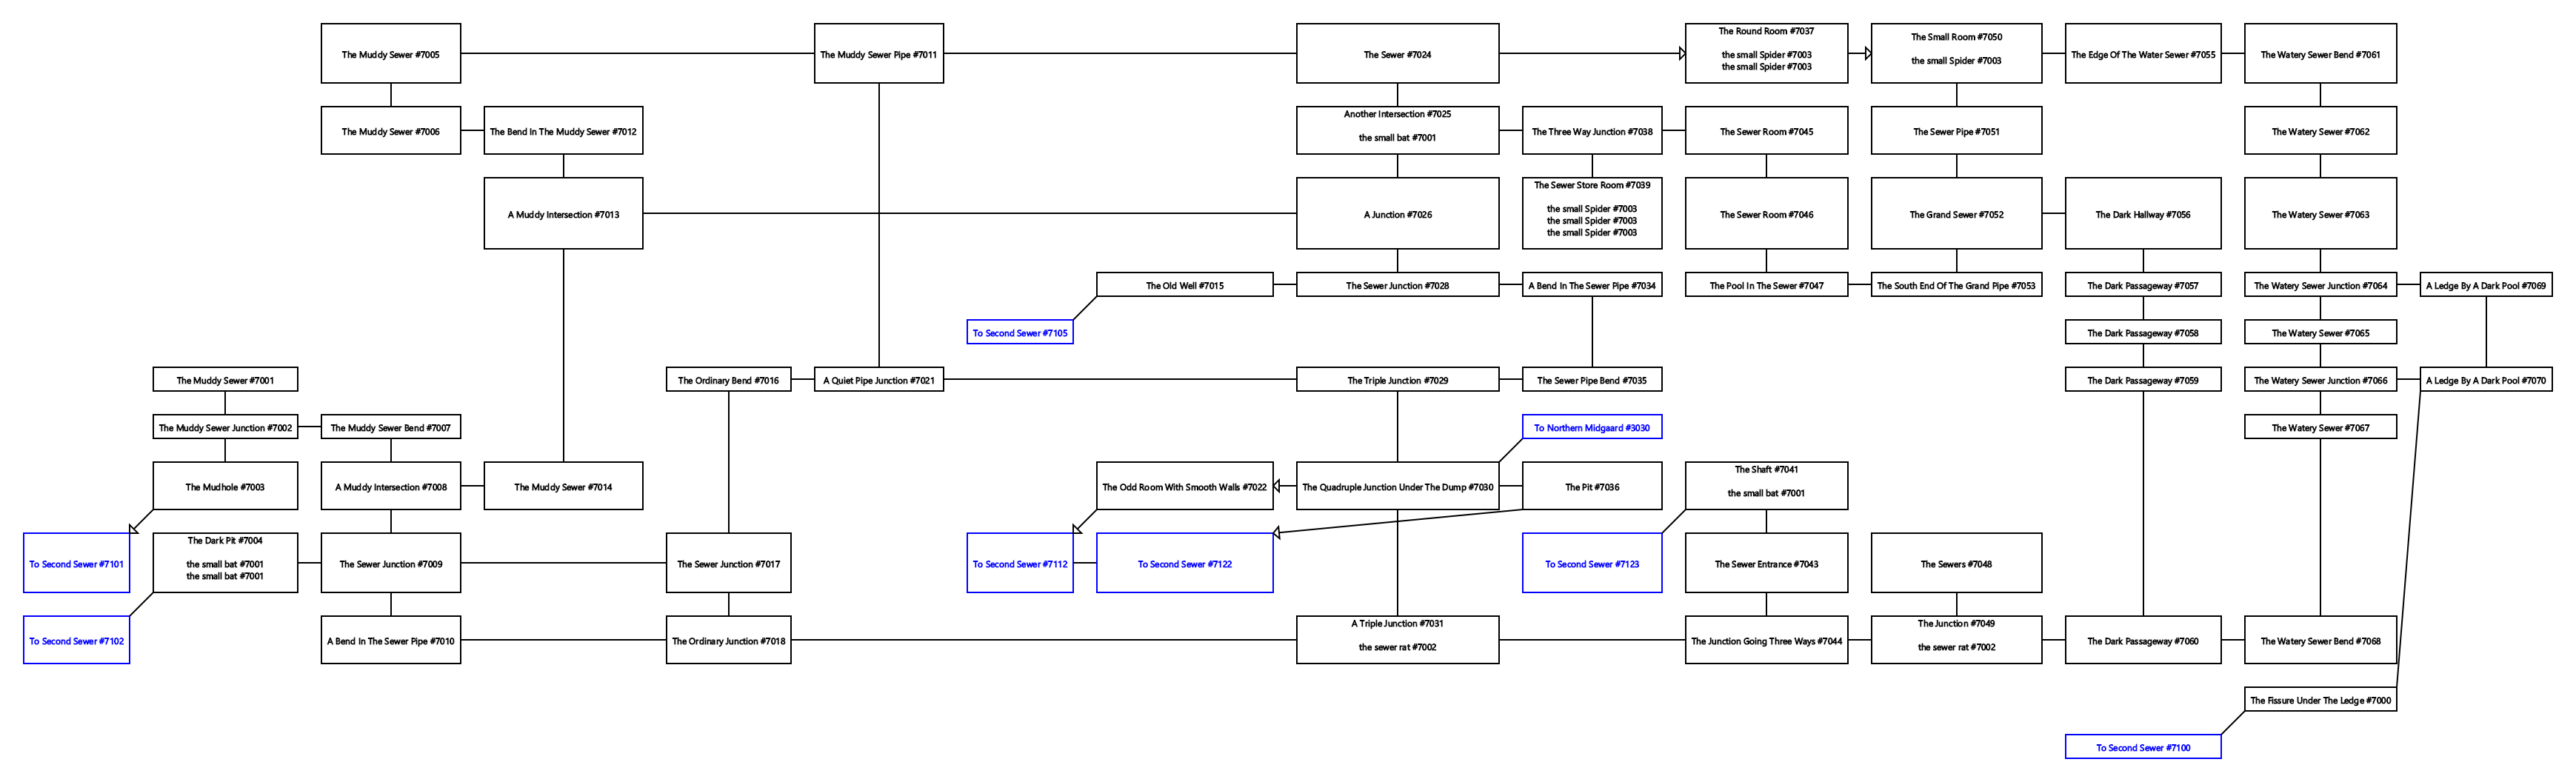 The Muddy Sewer #7005
The Muddy Sewer Pipe #7011
The Sewer #7024
The Round Room #7037
the small Spider #7003
the small Spider #7003
The Small Room #7050
the small Spider #7003
The Edge Of The Water Sewer #7055
The Watery Sewer Bend #7061
The Muddy Sewer #7006
The Bend In The Muddy Sewer #7012
Another Intersection #7025
the small bat #7001
The Three Way Junction #7038
The Sewer Room #7045
The Sewer Pipe #7051
The Watery Sewer #7062
A Muddy Intersection #7013
A Junction #7026
The Sewer Store Room #7039
the small Spider #7003
the small Spider #7003
the small Spider #7003
The Sewer Room #7046
The Grand Sewer #7052
The Dark Hallway #7056
The Watery Sewer #7063
The Old Well #7015
The Sewer Junction #7028
A Bend In The Sewer Pipe #7034
The Pool In The Sewer #7047
The South End Of The Grand Pipe #7053
The Dark Passageway #7057
The Watery Sewer Junction #7064
A Ledge By A Dark Pool #7069
To Second Sewer #7105
The Dark Passageway #7058
The Watery Sewer #7065
The Muddy Sewer #7001
The Ordinary Bend #7016
A Quiet Pipe Junction #7021
The Triple Junction #7029
The Sewer Pipe Bend #7035
The Dark Passageway #7059
The Watery Sewer Junction #7066
A Ledge By A Dark Pool #7070
The Muddy Sewer Junction #7002
The Muddy Sewer Bend #7007
To Northern Midgaard #3030
The Watery Sewer #7067
The Mudhole #7003
A Muddy Intersection #7008
The Muddy Sewer #7014
The Odd Room With Smooth Walls #7022
The Quadruple Junction Under The Dump #7030
The Pit #7036
The Shaft #7041
the small bat #7001
To Second Sewer #7101
The Dark Pit #7004
the small bat #7001
the small bat #7001
The Sewer Junction #7009
The Sewer Junction #7017
To Second Sewer #7112
To Second Sewer #7122
To Second Sewer #7123
The Sewer Entrance #7043
The Sewers #7048
To Second Sewer #7102
A Bend In The Sewer Pipe #7010
The Ordinary Junction #7018
A Triple Junction #7031
the sewer rat #7002
The Junction Going Three Ways #7044
The Junction #7049
the sewer rat #7002
The Dark Passageway #7060
The Watery Sewer Bend #7068
The Fissure Under The Ledge #7000
To Second Sewer #7100